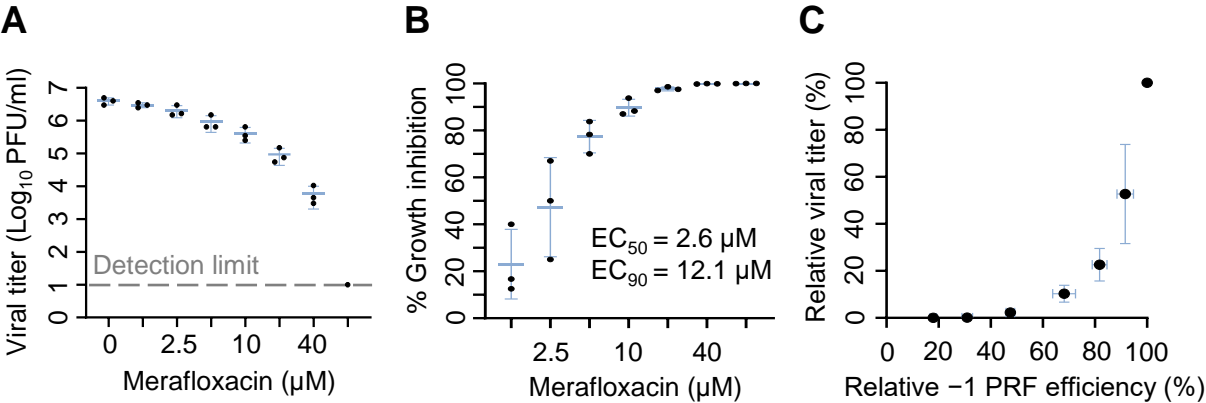 A
Viral titer (Log10 PFU/ml)
7
6
5
4
3
2
1
0
Detection limit
0 2.5 10 40
Merafloxacin (μM)
B
% Growth inhibition
100
80
60
40
20
0
EC50 = 2.6 μM
EC90 = 12.1 μM
2.5 10 40
Merafloxacin (μM)
C
Relative viral titer (%)
100
80
60
40
20
0
0 20 40 60 80 100
Relative −1 PRF efficiency (%)